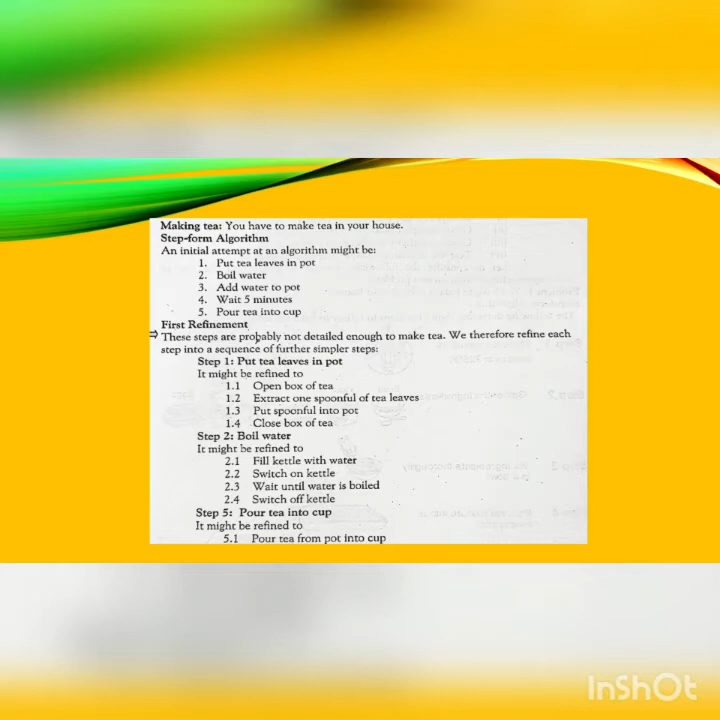 Making tea: You have to make tea in your house.
Step-form Algorithm
An initial attempt at an algorithm might be:
1. Put tea leaves in pot
2. Boil water
3. Add water to pot
4. Wait 5 minutes
5. Pour tea into cup
First Refinement
⇒ These steps are probably not detailed enough to make tea. We therefore refine each
step into a sequence of further simpler steps:
Step 1: Put tea leaves in pot
It might be refined to
1.1 Open box of tea
1.2 Extract one spoonful of tea leaves
1.3 Put spoonful into pot
1.4 Close box of tea
Step 2: Boil water
It might be refined to
2.1 Fill kettle with water
2.2 Switch on kettle
2.3 Wait until water is boiled
2.4 Switch off kettle
Step 5: Pour tea into cup
It might be refined to
5.1 Pour tea from pot into cup
InShOt